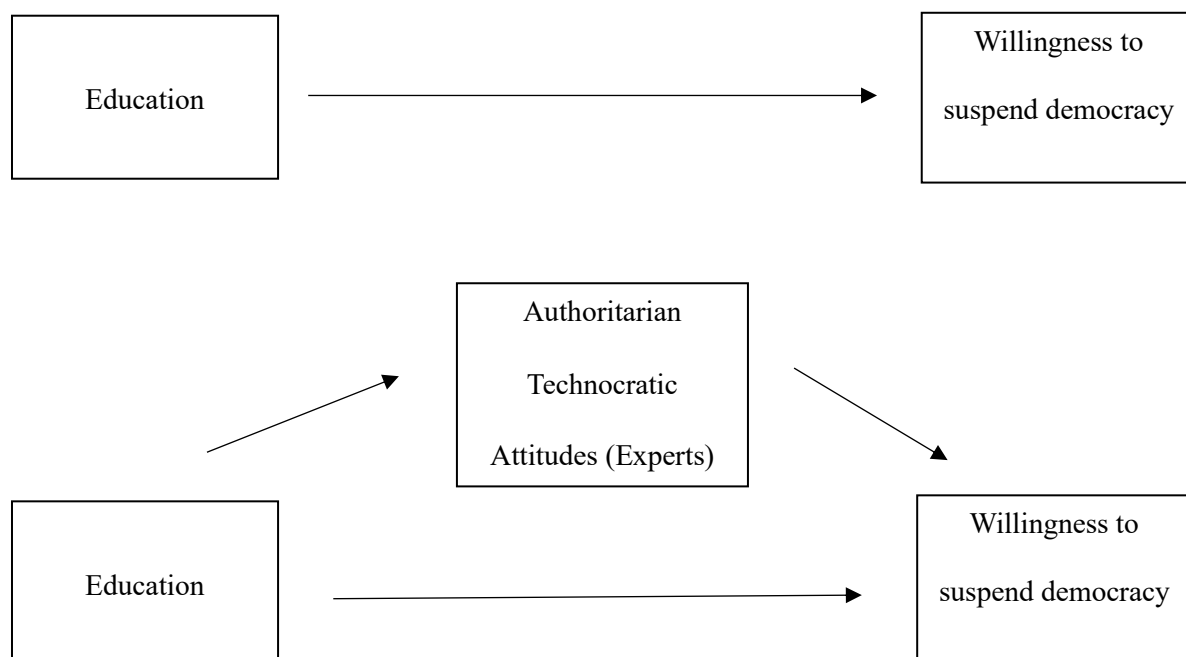 Education
Willingness to
suspend democracy
Authoritarian
Technocratic
Attitudes (Experts)
Education
Willingness to
suspend democracy